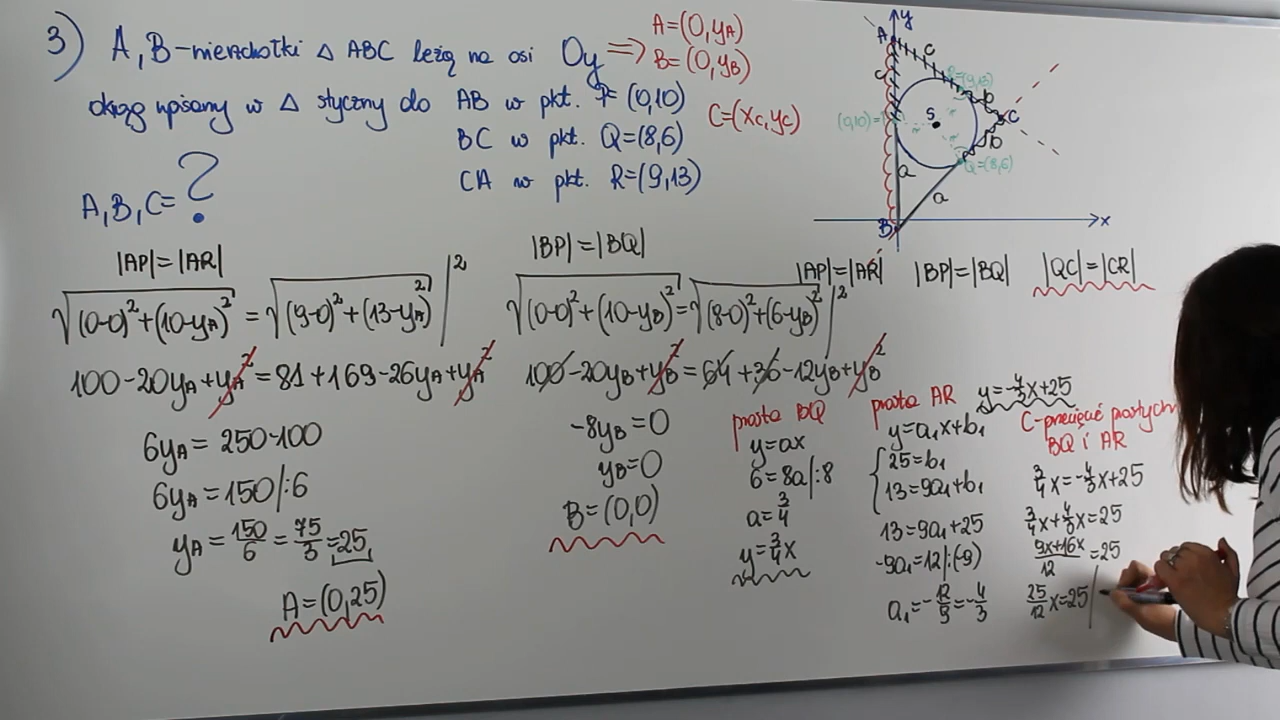 3) A, B-wierzchołki △ ABC leżą na osi Oy ⇒ A=(0,yA)
B=(0,yB)
okrąg wpisany w △ styczny do AB w pkt. P=(0,10)
C=(xc,yc)
BC w pkt. Q=(8,6)
CA w pkt. R=(9,13)
A,B,C=?
y
A
c
c
R=(9,13)
b
C
(0,10)
S
r
r
r
b
Q=(8,6)
a
a
B
x
|AP|=|AR|
√(0-0)²+(10-yA)² = √(9-0)²+(13-yA)² |²
100-20yA+yA² = 81+169-26yA+yA²
6yA = 250-100
6yA = 150 |:6
yA = 150/6 = 75/3 = 25
A=(0,25)
|BP|=|BQ|
√(0-0)²+(10-yB)² = √(8-0)²+(6-yB)² |²
100-20yB+yB² = 64+36-12yB+yB²
-8yB=0
yB=0
B=(0,0)
|AP|=|AR| |BP|=|BQ| |QC|=|CR|
prosta BQ
y=ax
6=8a |:8
a=3/4
y=3/4x
prosta AR y=-4/3x+25
y=a₁x+b₁
{25=b₁
13=9a₁+b₁
13=9a₁+25
-9a₁=12 |:(-9)
a₁=-12/9=-4/3
C-przecięcie prostych
BQ i AR
3/4x=-4/3x+25
3/4x+4/3x=25
9x+16x/12=25
25/12x=25 |